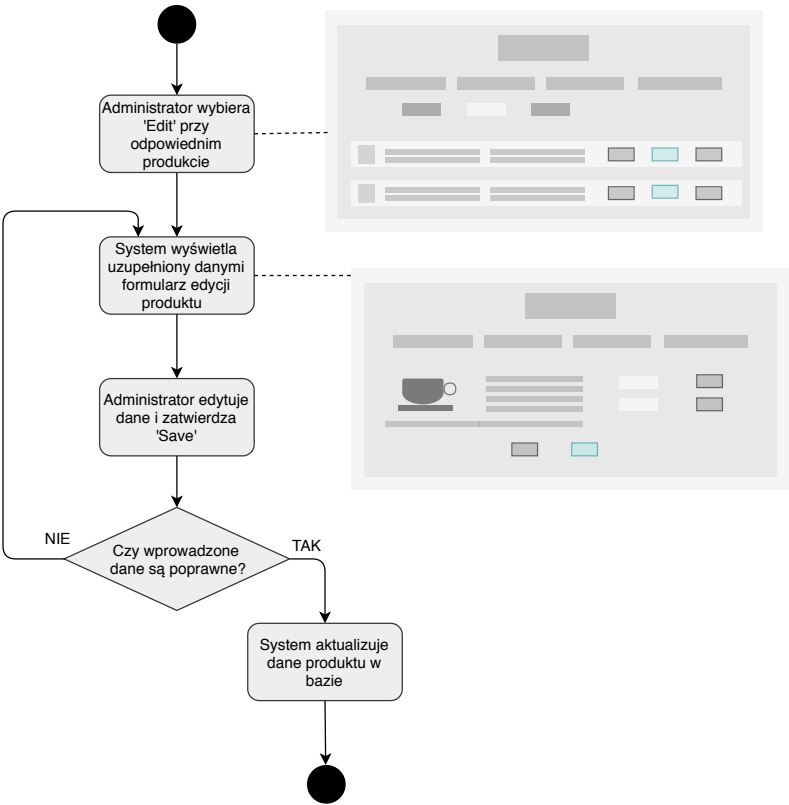 Administrator wybiera
'Edit' przy
odpowiednim
produkcie
System wyświetla
uzupełniony danymi
formularz edycji
produktu
Administrator edytuje
dane i zatwierdza
'Save'
NIE
Czy wprowadzone
dane są poprawne?
TAK
System aktualizuje
dane produktu w
bazie